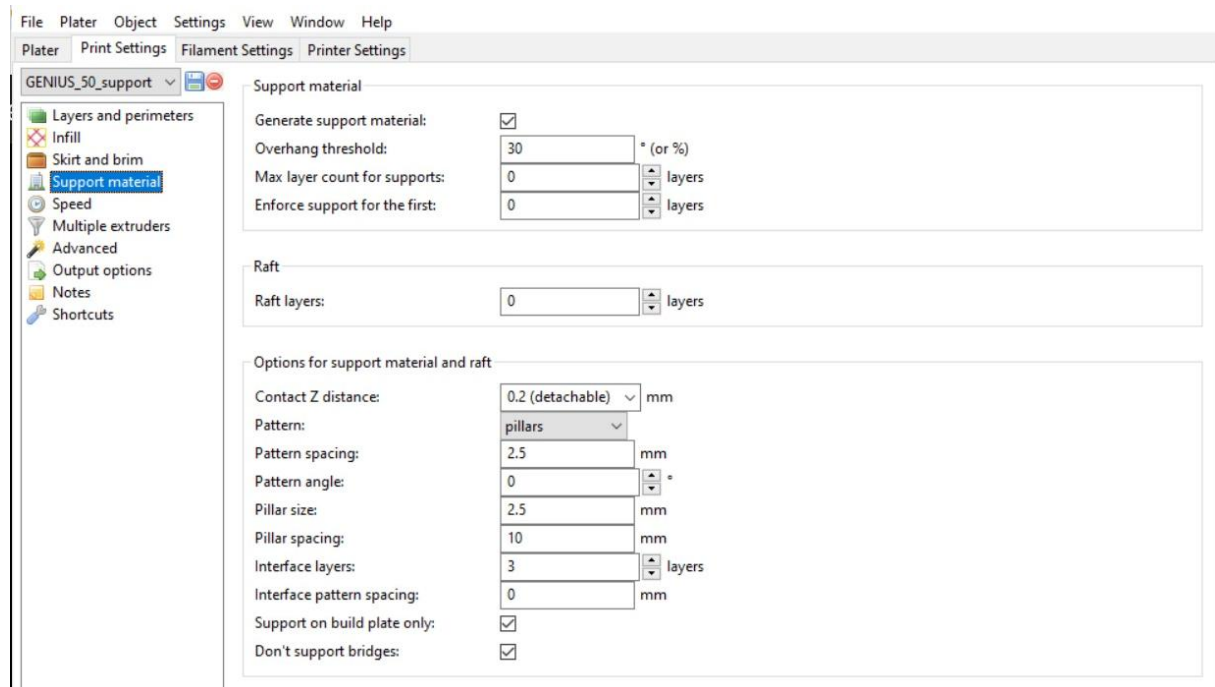 File Plater Object Settings View Window Help
Plater Print Settings Filament Settings Printer Settings
GENIUS_50_support
Layers and perimeters
Infill
Skirt and brim
Support material
Speed
Multiple extruders
Advanced
Output options
Notes
Shortcuts
Support material
Generate support material:
Overhang threshold: 30 ° (or %)
Max layer count for supports: 0 layers
Enforce support for the first: 0 layers
Raft
Raft layers: 0 layers
Options for support material and raft
Contact Z distance: 0.2 (detachable) mm
Pattern: pillars
Pattern spacing: 2.5 mm
Pattern angle: 0 °
Pillar size: 2.5 mm
Pillar spacing: 10 mm
Interface layers: 3 layers
Interface pattern spacing: 0 mm
Support on build plate only:
Don't support bridges: